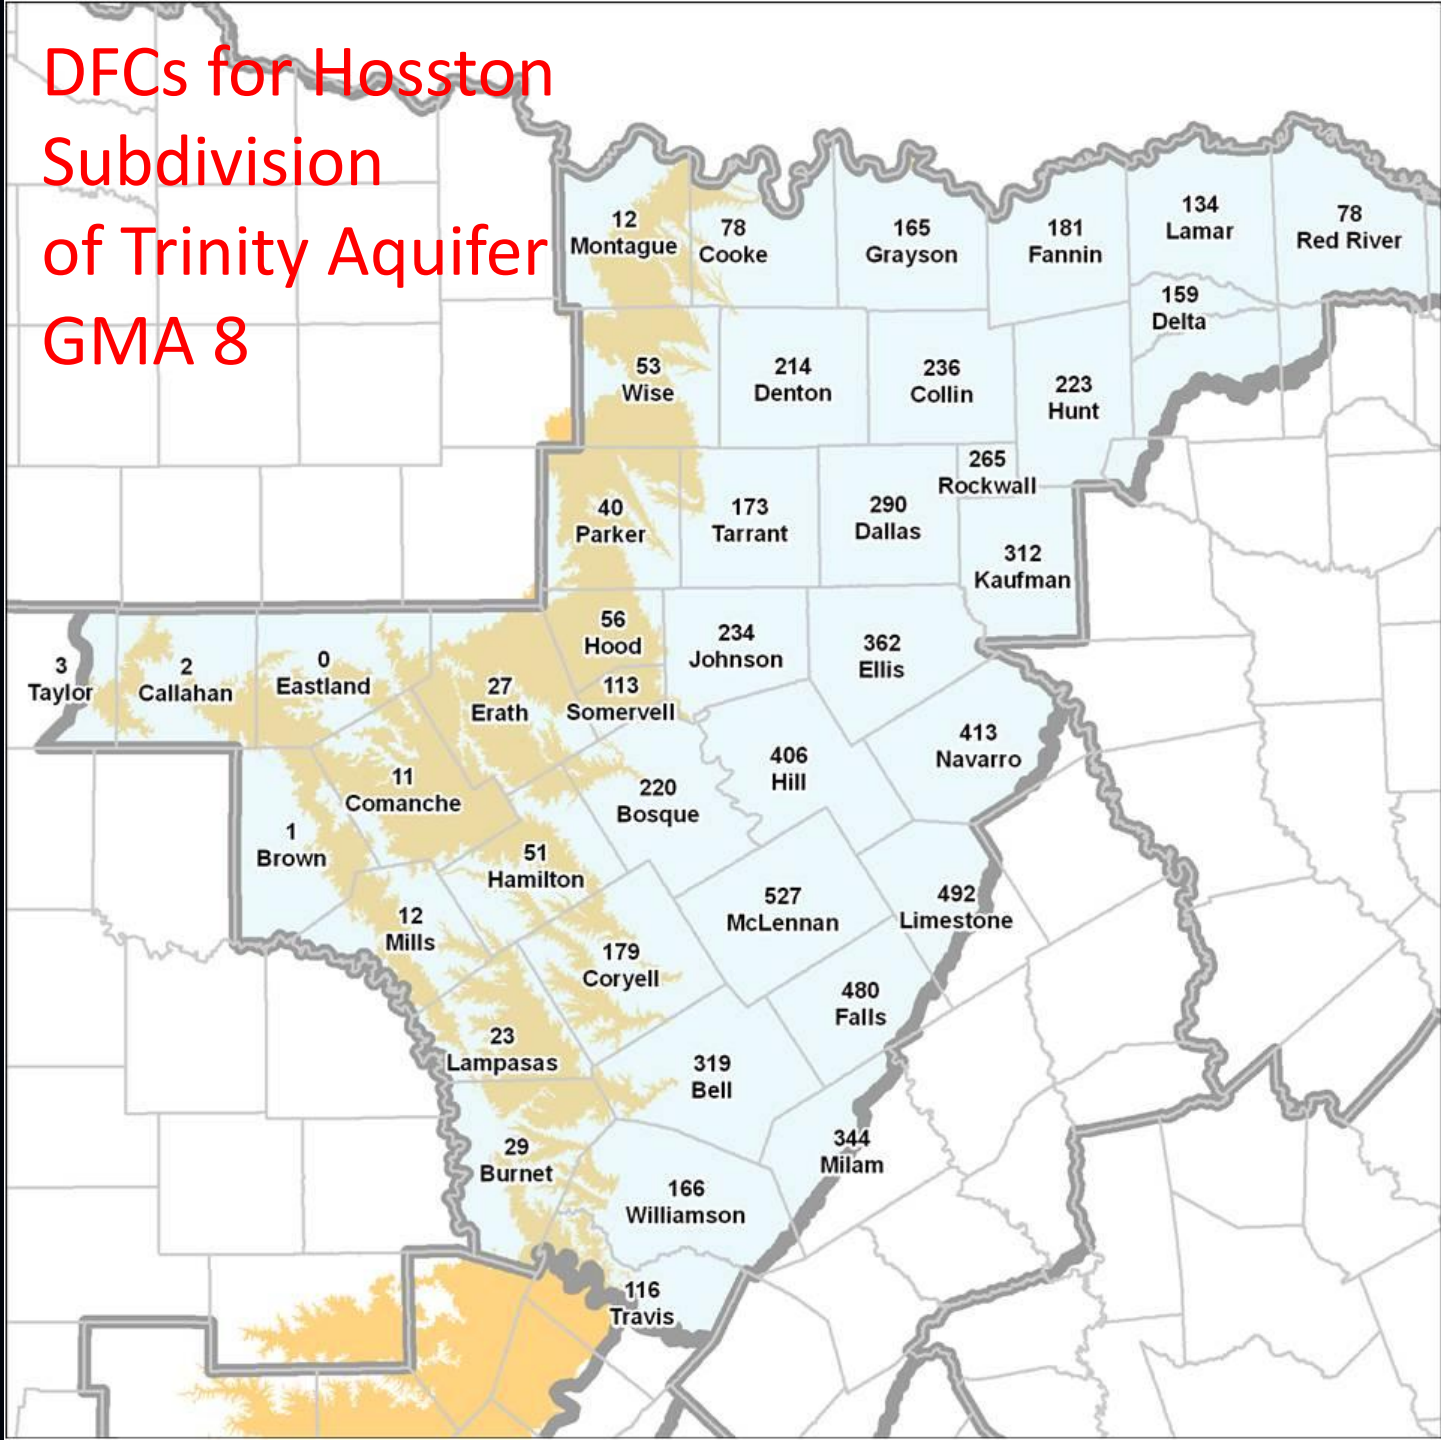 DFCs for Hosston
Subdivision
of Trinity Aquifer
GMA 8
12
Montague
78
Cooke
165
Grayson
181
Fannin
134
Lamar
78
Red River
159
Delta
53
Wise
214
Denton
236
Collin
223
Hunt
265
Rockwall
40
Parker
173
Tarrant
290
Dallas
312
Kaufman
3
Taylor
2
Callahan
0
Eastland
27
Erath
56
Hood
113
Somervell
234
Johnson
362
Ellis
413
Navarro
11
Comanche
220
Bosque
406
Hill
1
Brown
51
Hamilton
12
Mills
179
Coryell
527
McLennan
492
Limestone
480
Falls
23
Lampasas
319
Bell
344
Milam
29
Burnet
166
Williamson
116
Travis